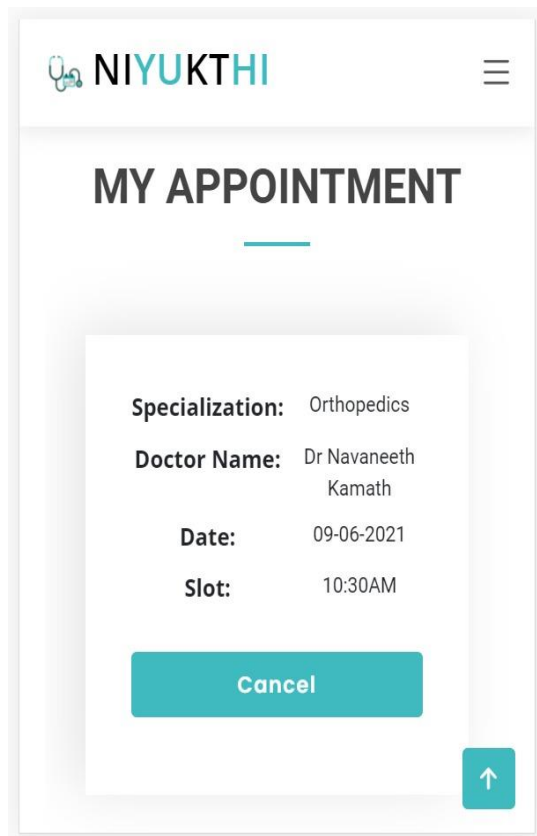 NIYUKTHI
MY APPOINTMENT
Specialization: Orthopedics
Doctor Name: Dr Navaneeth
Kamath
Date: 09-06-2021
Slot: 10:30AM
Cancel